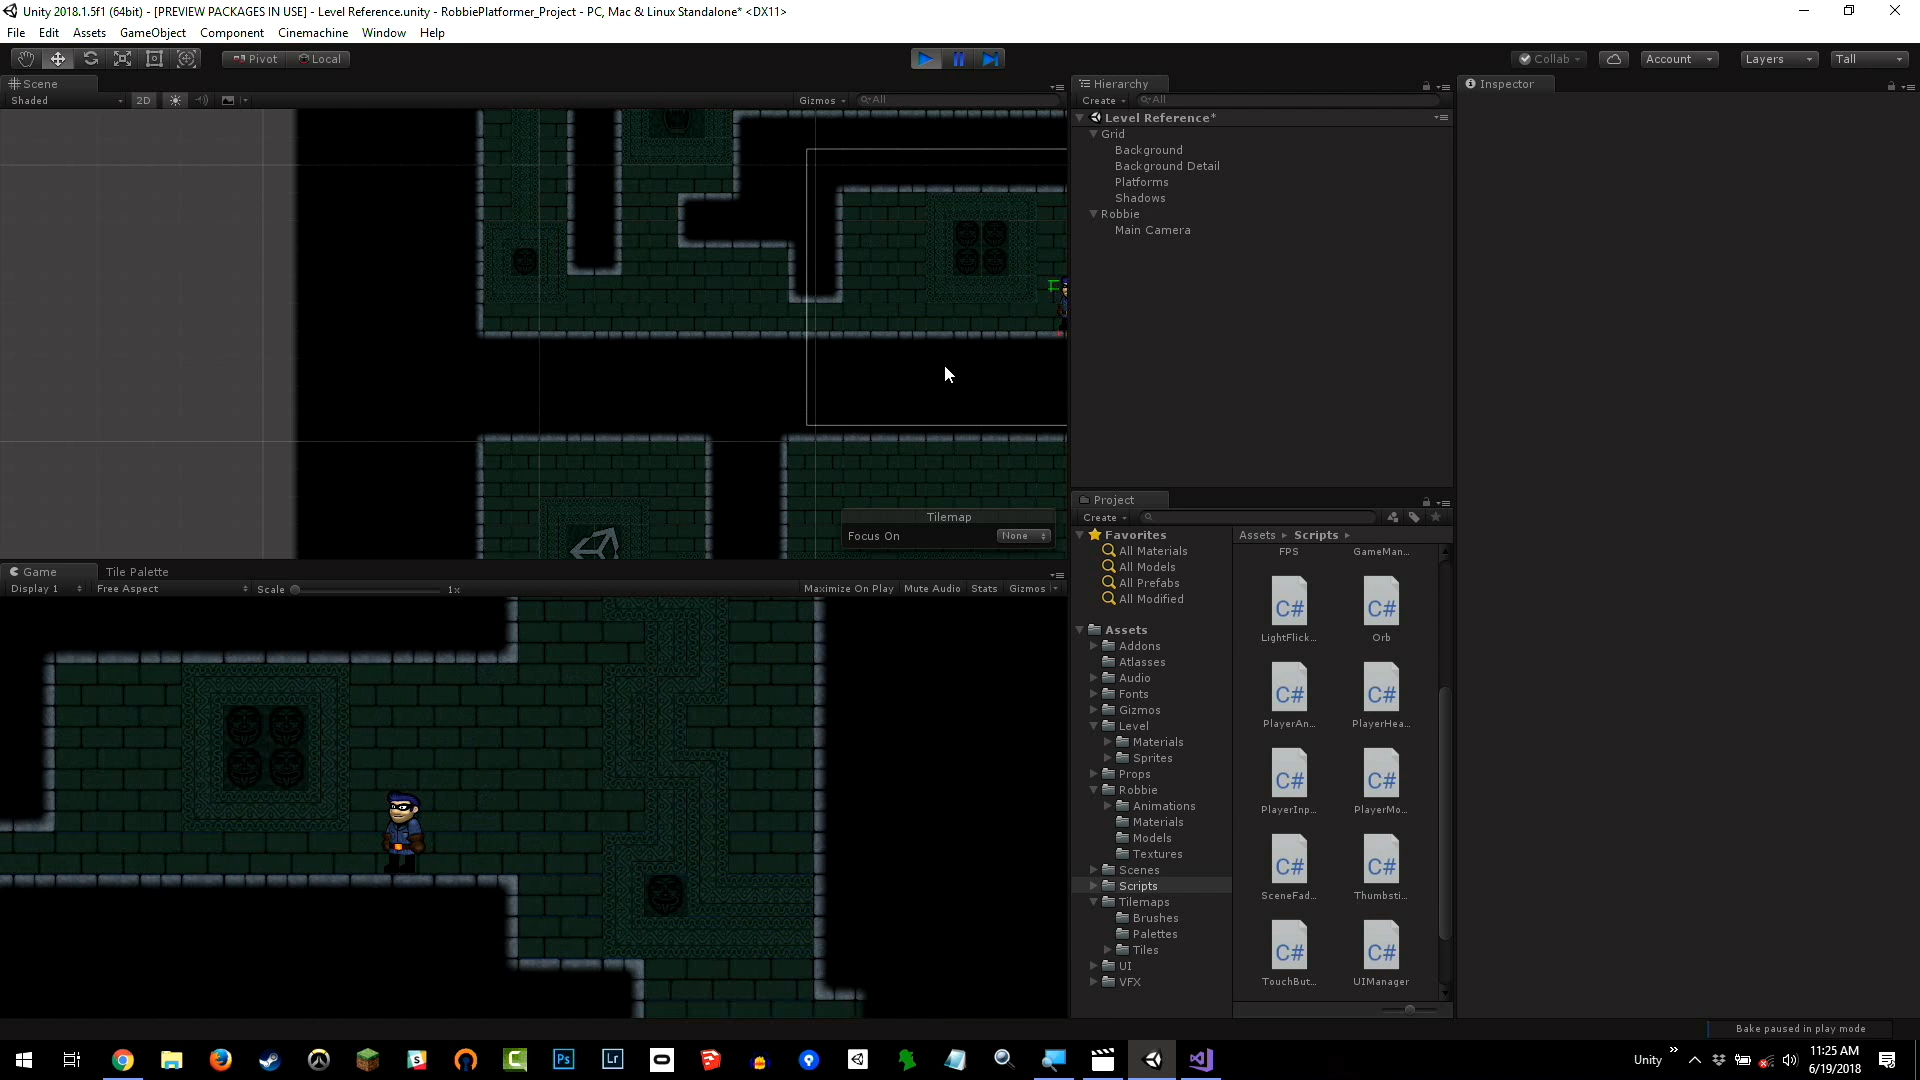 Unity 2018.1.5f1 (64bit) - [PREVIEW PACKAGES IN USE] - Level Reference.unity - RobbiePlatformer_Project - PC, Mac & Linux Standalone* <DX11>
File Edit Assets GameObject Component Cinemachine Window Help
Pivot Local Collab Account Layers Tall
Scene
Shaded 2D Gizmos All
Tilemap
Focus On None
Game Tile Palette
Display 1 Free Aspect Scale 1x Maximize On Play Mute Audio Stats Gizmos
Hierarchy
Create All
Level Reference*
Grid
Background
Background Detail
Platforms
Shadows
Robbie
Main Camera
Project
Create
Favorites
All Materials
All Models
All Prefabs
All Modified
Assets
Addons
Atlasses
Audio
Fonts
Gizmos
Level
Materials
Sprites
Props
Robbie
Animations
Materials
Models
Textures
Scenes
Scripts
Tilemaps
Brushes
Palettes
Tiles
UI
VFX
Assets Scripts
FPS GameMan...
C# C#
LightFlick... Orb
C# C#
PlayerAn... PlayerHea...
C# C#
PlayerInp... PlayerMo...
C# C#
SceneFad... Thumbsti...
C# C#
TouchBut... UIManager
Inspector
Bake paused in play mode
Ps Lr
Unity
11:25 AM
6/19/2018